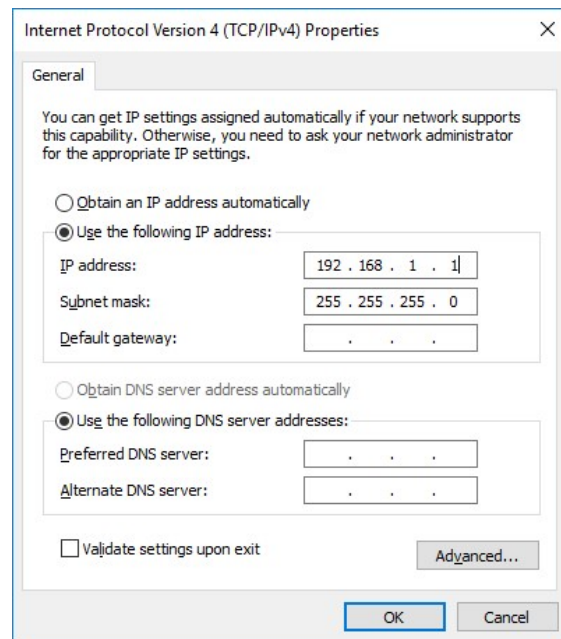 Internet Protocol Version 4 (TCP/IPv4) Properties
General
You can get IP settings assigned automatically if your network supports
this capability. Otherwise, you need to ask your network administrator
for the appropriate IP settings.
Obtain an IP address automatically
Use the following IP address:
IP address: 192 . 168 . 1 . 1
Subnet mask: 255 . 255 . 255 . 0
Default gateway: . . .
Obtain DNS server address automatically
Use the following DNS server addresses:
Preferred DNS server: . . .
Alternate DNS server: . . .
Validate settings upon exit
Advanced...
OK Cancel